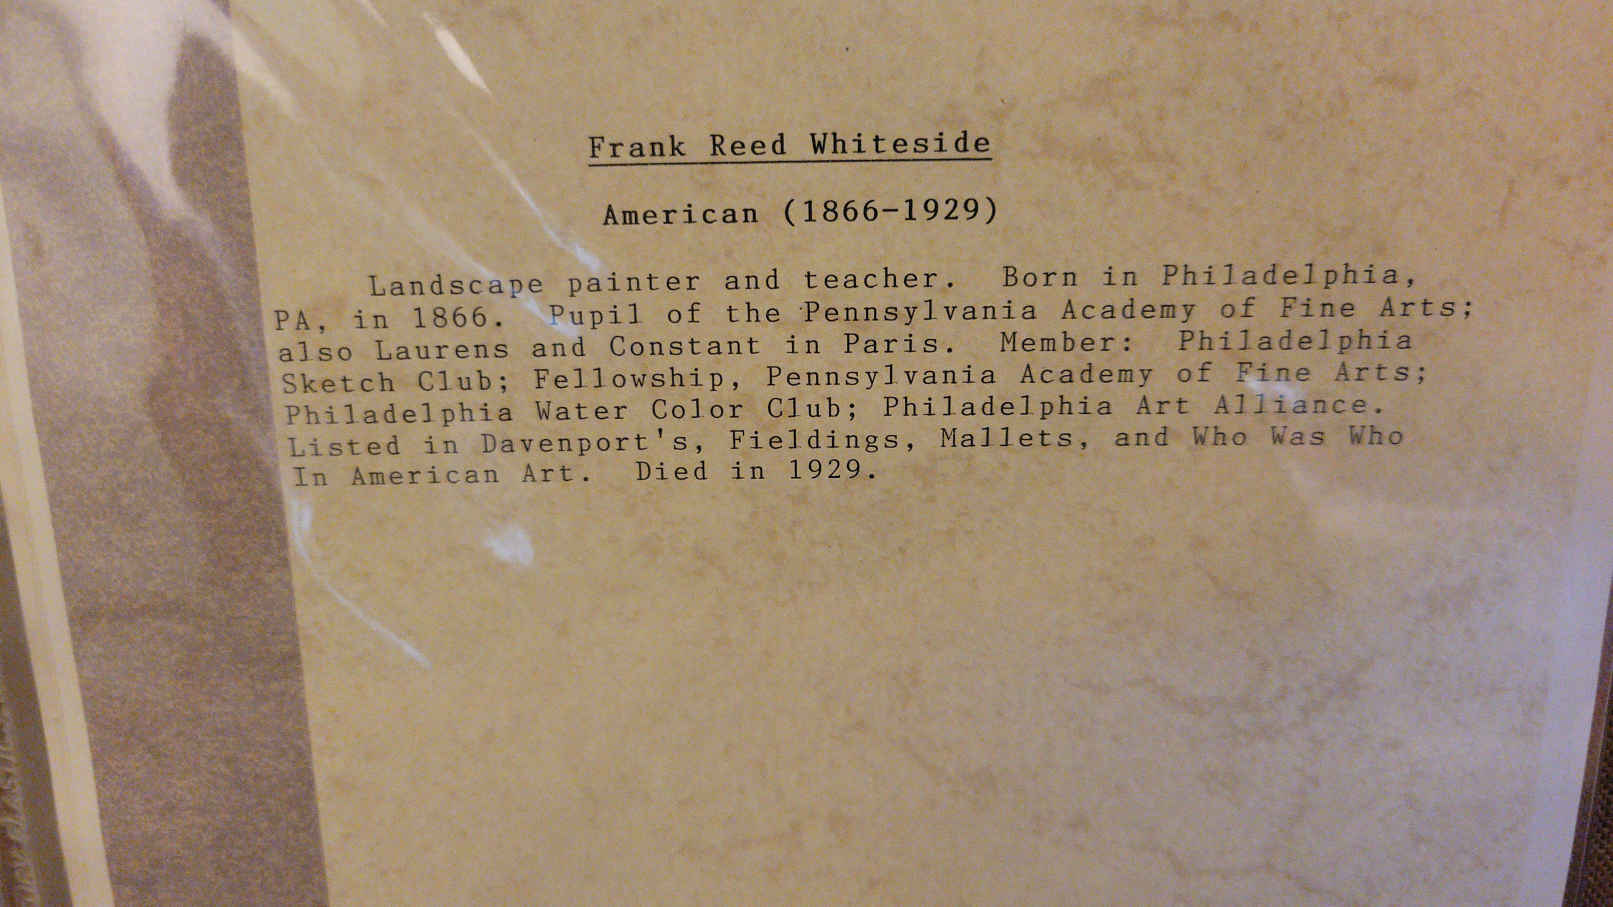 Frank Reed Whiteside
American (1866-1929)
Landscape painter and teacher. Born in Philadelphia,
PA, in 1866. Pupil of the Pennsylvania Academy of Fine Arts;
also Laurens and Constant in Paris. Member: Philadelphia
Sketch Club; Fellowship, Pennsylvania Academy of Fine Arts;
Philadelphia Water Color Club; Philadelphia Art Alliance.
Listed in Davenport's, Fieldings, Mallets, and Who Was Who
In American Art. Died in 1929.